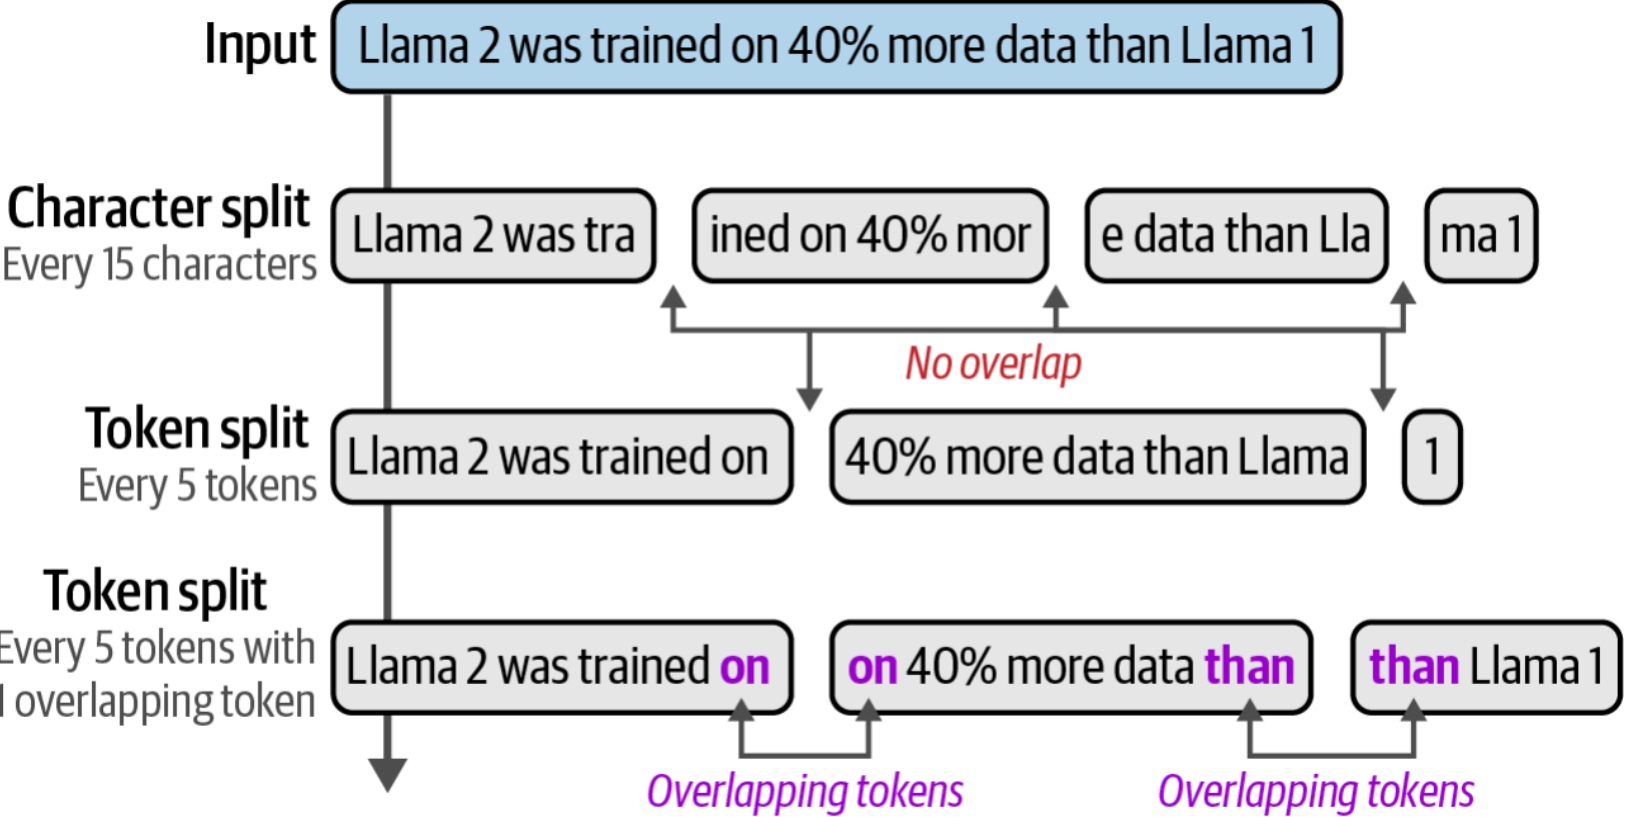 Input
Llama 2 was trained on 40% more data than Llama 1
Character split
Every 15 characters
Llama 2 was tra
ined on 40% mor
e data than Lla
ma 1
No overlap
Token split
Every 5 tokens
Llama 2 was trained on
40% more data than Llama
1
Token split
Every 5 tokens with
1 overlapping token
Llama 2 was trained on
on 40% more data than
than Llama 1
Overlapping tokens
Overlapping tokens